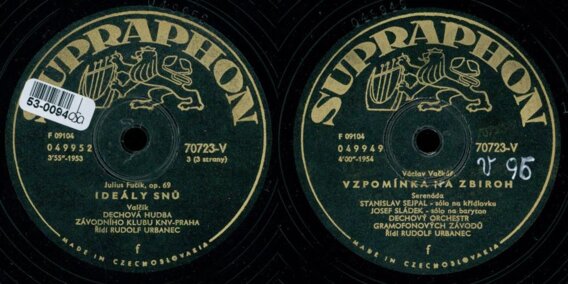 SUPRAPHON
53-0094
F 09104
049952
3'55"-1953
70723-V
3 (3 strany)
Julius Fučík, op. 69
IDEÁLY SNŮ
Valčík
DECHOVÁ HUDBA
ZÁVODNÍHO KLUBU KNV-PRAHA
Řídí RUDOLF URBANEC
f
MADE IN CZECHOSLOVAKIA
SUPRAPHON
F 09104
049949
4'00"-1954
70723-V
V 95
Václav Vačkář
VZPOMÍNKA NA ZBIROH
Serenáda
STANISLAV SEJPAL - sólo na křídlovku
JOSEF SLÁDEK - sólo na baryton
DECHOVÝ ORCHESTR
GRAMOFONOVÝCH ZÁVODŮ
Řídí RUDOLF URBANEC
f
MADE IN CZECHOSLOVAKIA